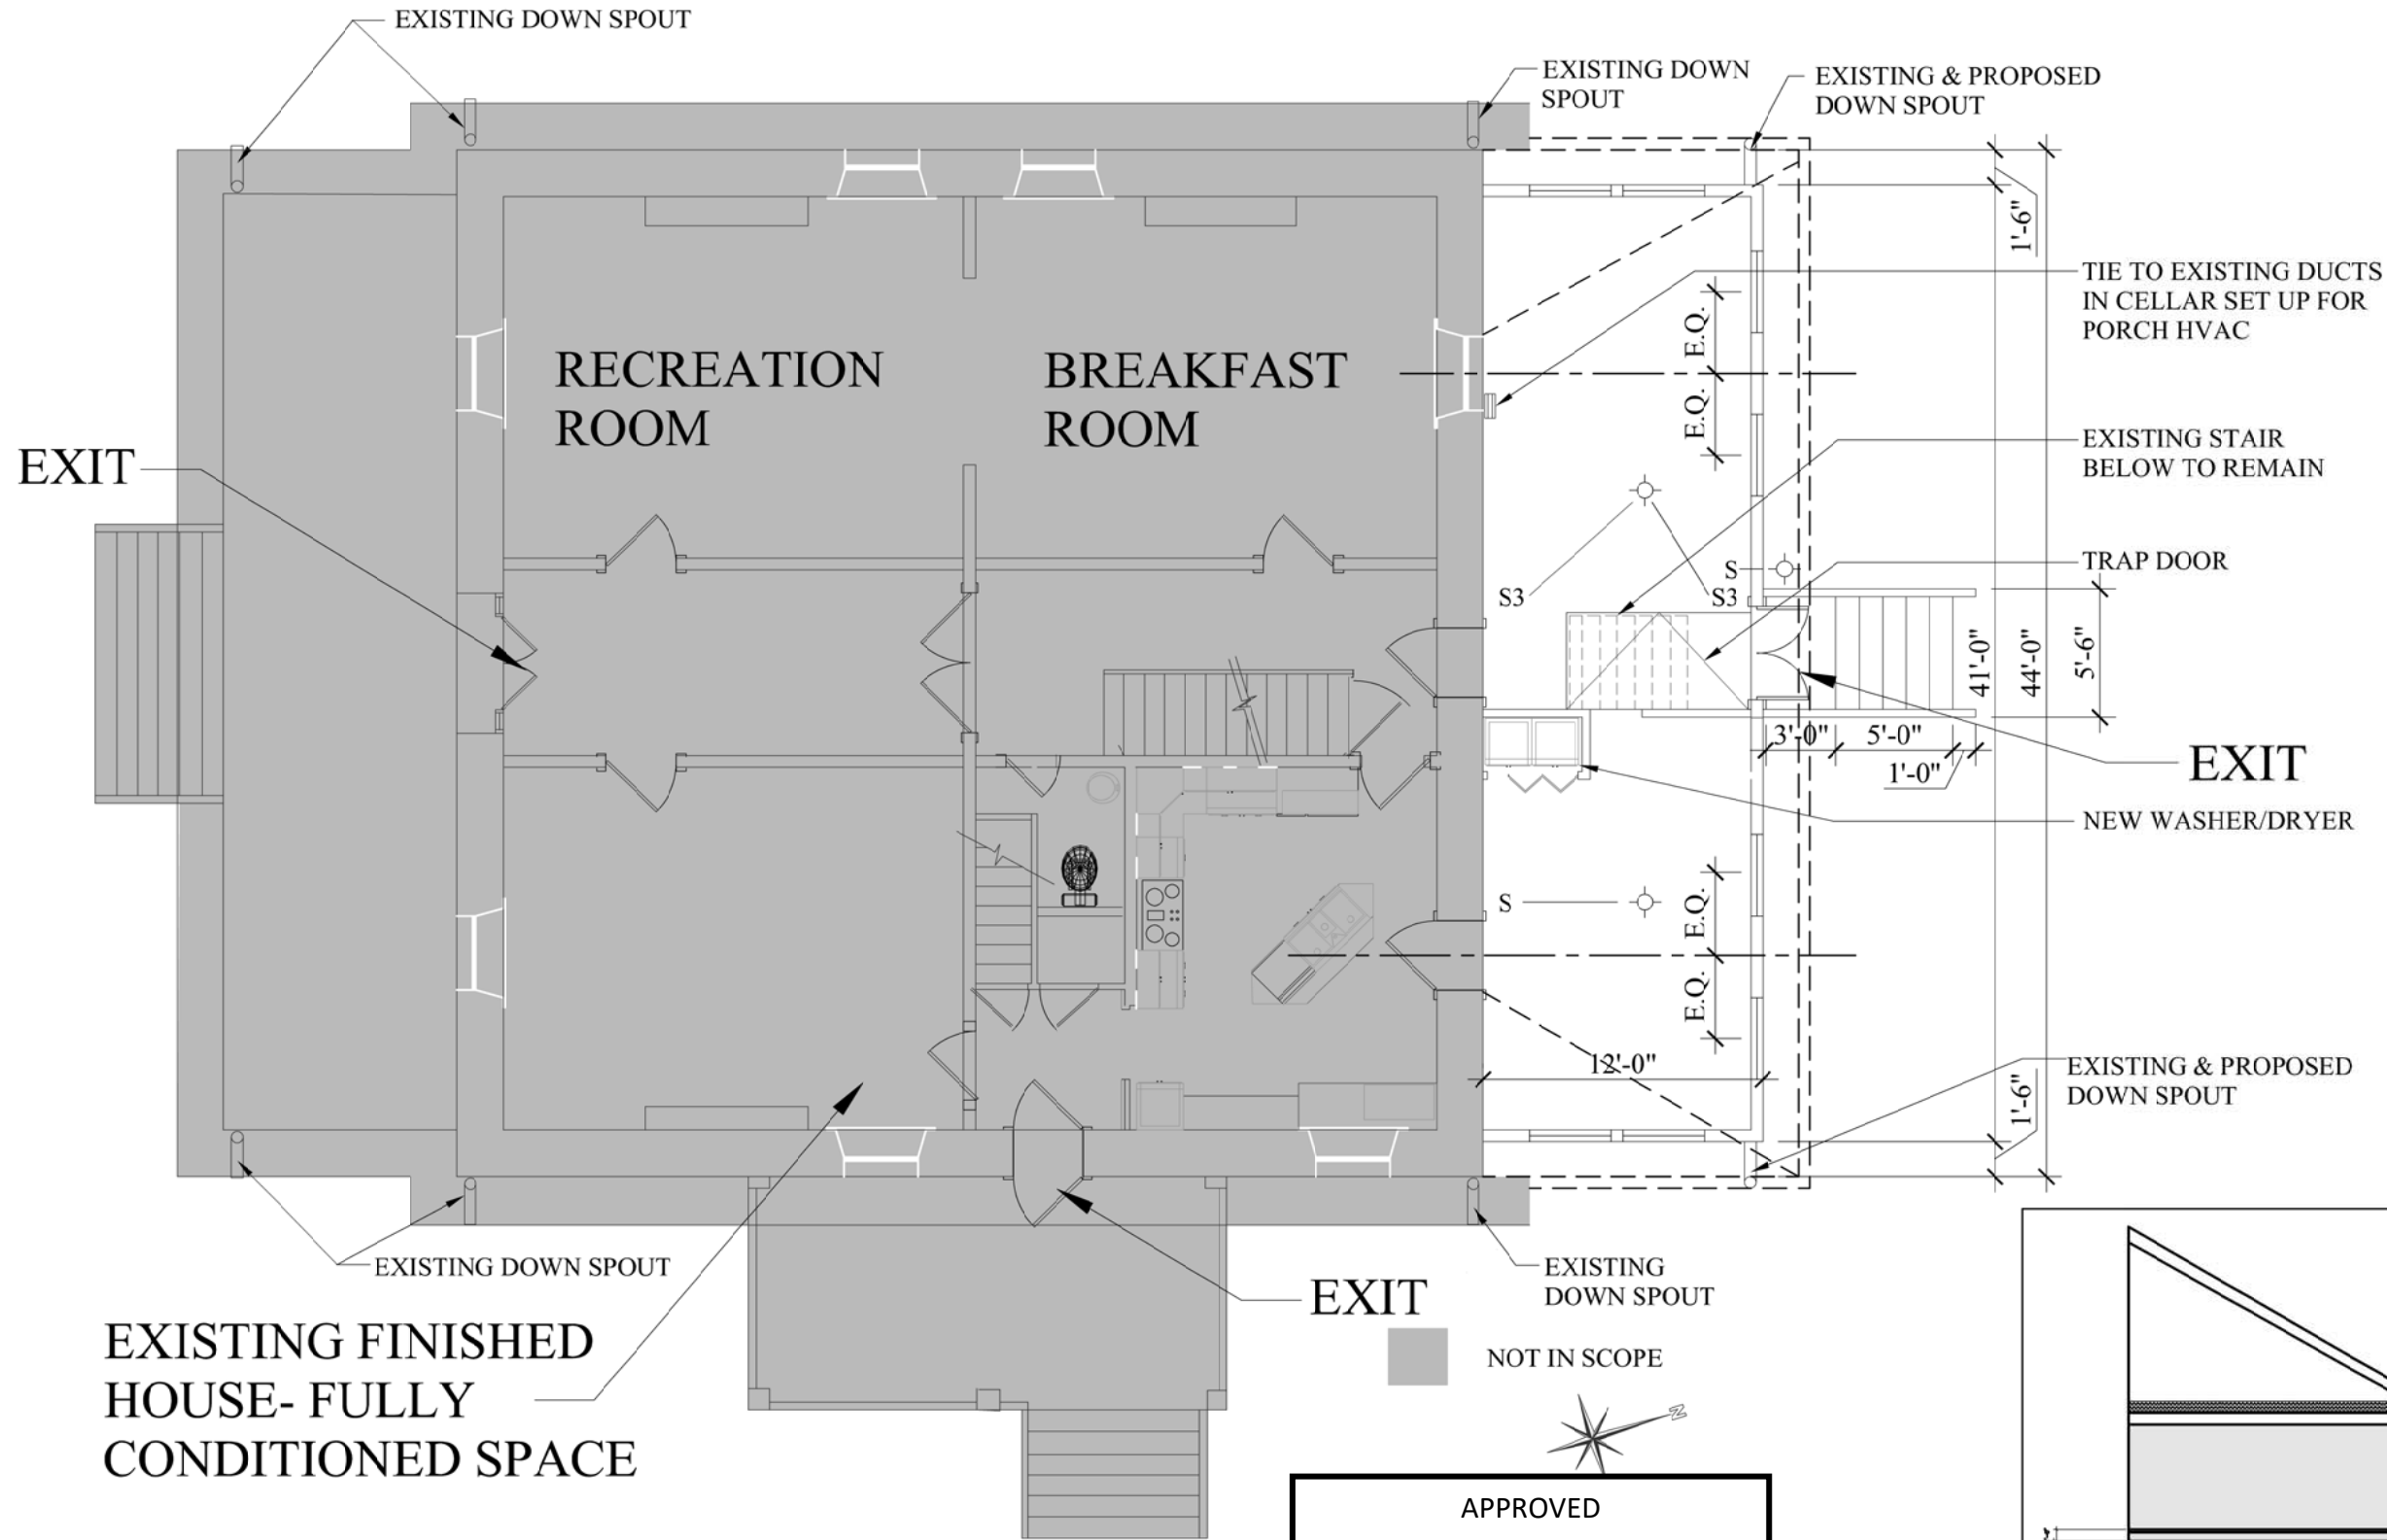 EXISTING DOWN SPOUT
EXISTING DOWN
SPOUT
EXISTING & PROPOSED
DOWN SPOUT
1'-6"
TIE TO EXISTING DUCTS
IN CELLAR SET UP FOR
PORCH HVAC
E.Q.
E.Q.
RECREATION
ROOM
BREAKFAST
ROOM
EXIT
EXISTING STAIR
BELOW TO REMAIN
TRAP DOOR
S
S3
S3
41'-0"
44'-0"
5'-6"
3'-0"
5'-0"
1'-0"
EXIT
NEW WASHER/DRYER
S
E.Q.
E.Q.
12'-0"
EXISTING & PROPOSED
DOWN SPOUT
1'-6"
EXISTING DOWN SPOUT
EXISTING
DOWN SPOUT
EXIT
EXISTING FINISHED
HOUSE- FULLY
CONDITIONED SPACE
NOT IN SCOPE
N
APPROVED